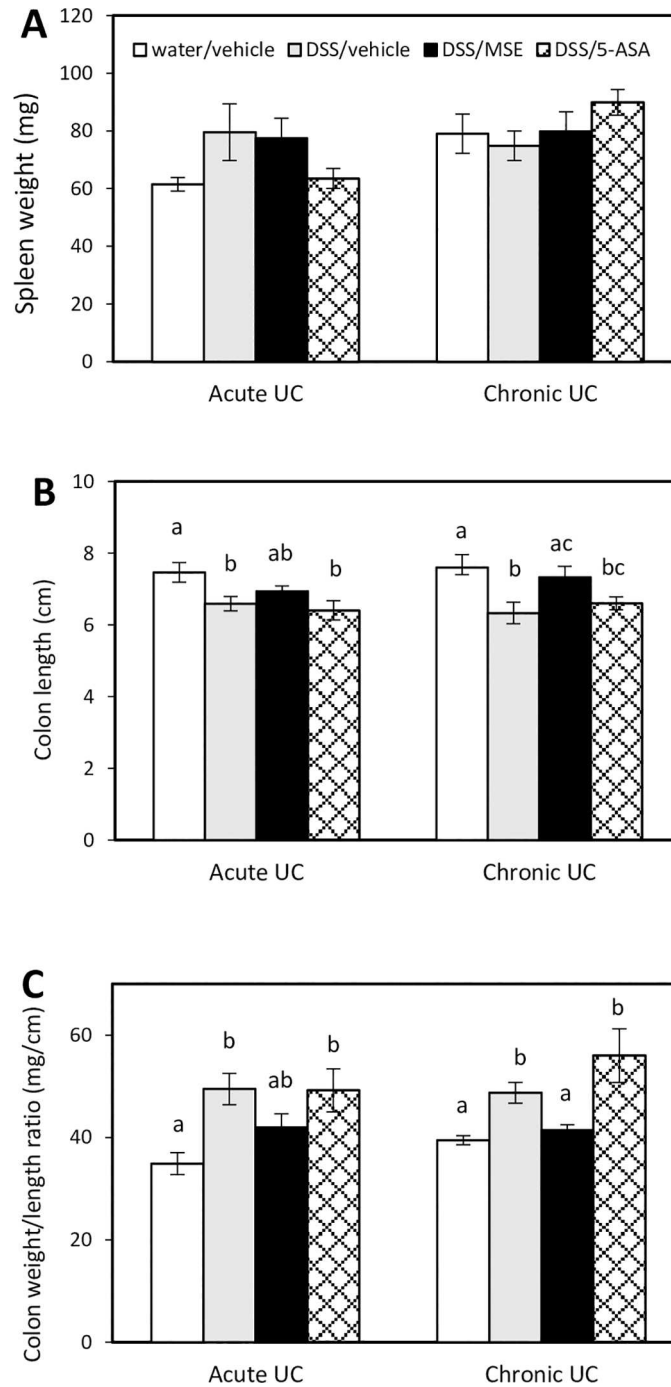 A
water/vehicle DSS/vehicle DSS/MSE DSS/5-ASA
Spleen weight (mg)
120
100
80
60
40
20
0
Acute UC Chronic UC
B
Colon length (cm)
10
8
6
4
2
0
a b ab b a b ac bc
Acute UC Chronic UC
C
Colon weight/length ratio (mg/cm)
60
40
20
0
a b ab b a b a b
Acute UC Chronic UC